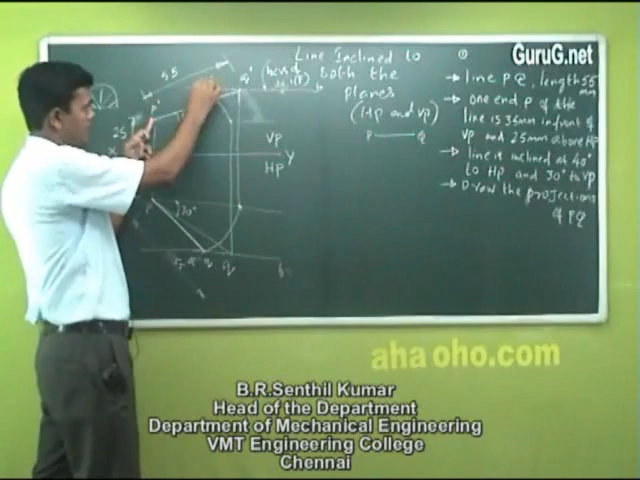 GuruG.net
Line Inclined to
both the
planes
(Hp and Vp)
P Q
→ line PQ, length 55
mm
→ one end P of the
line is 35mm infront of
VP and 25mm above HP
→ line is inclined at 40°
to HP and 30° to VP
→ Draw the projections
of PQ
55
q'
P'
25
X
VP
Y
HP
30°
q
aha oho.com
B.R.Senthil Kumar
Head of the Department
Department of Mechanical Engineering
VMT Engineering College
Chennai